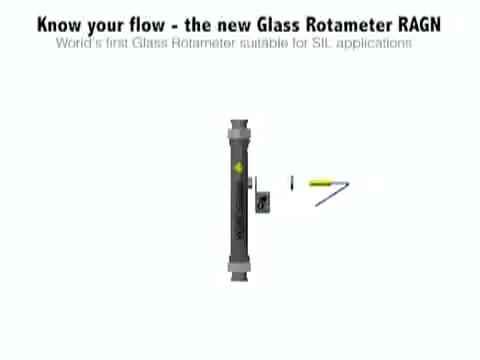 Know your flow - the new Glass Rotameter RAGN
World's first Glass Rotameter suitable for SIL applications